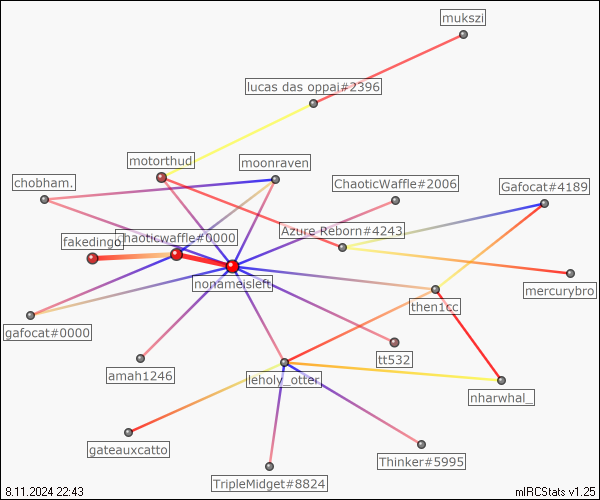 mukszi
lucas das oppai#2396
motorthud
moonraven
chobham.
ChaoticWaffle#2006
Gafocat#4189
Azure Reborn#4243
chaoticwaffle#0000
fakedingo
nonameisleft
mercurybro
then1cc
gafocat#0000
tt532
amah1246
leholy_otter
nharwhal_
gateauxcatto
Thinker#5995
TripleMidget#8824
8.11.2024 22:43
mIRCStats v1.25